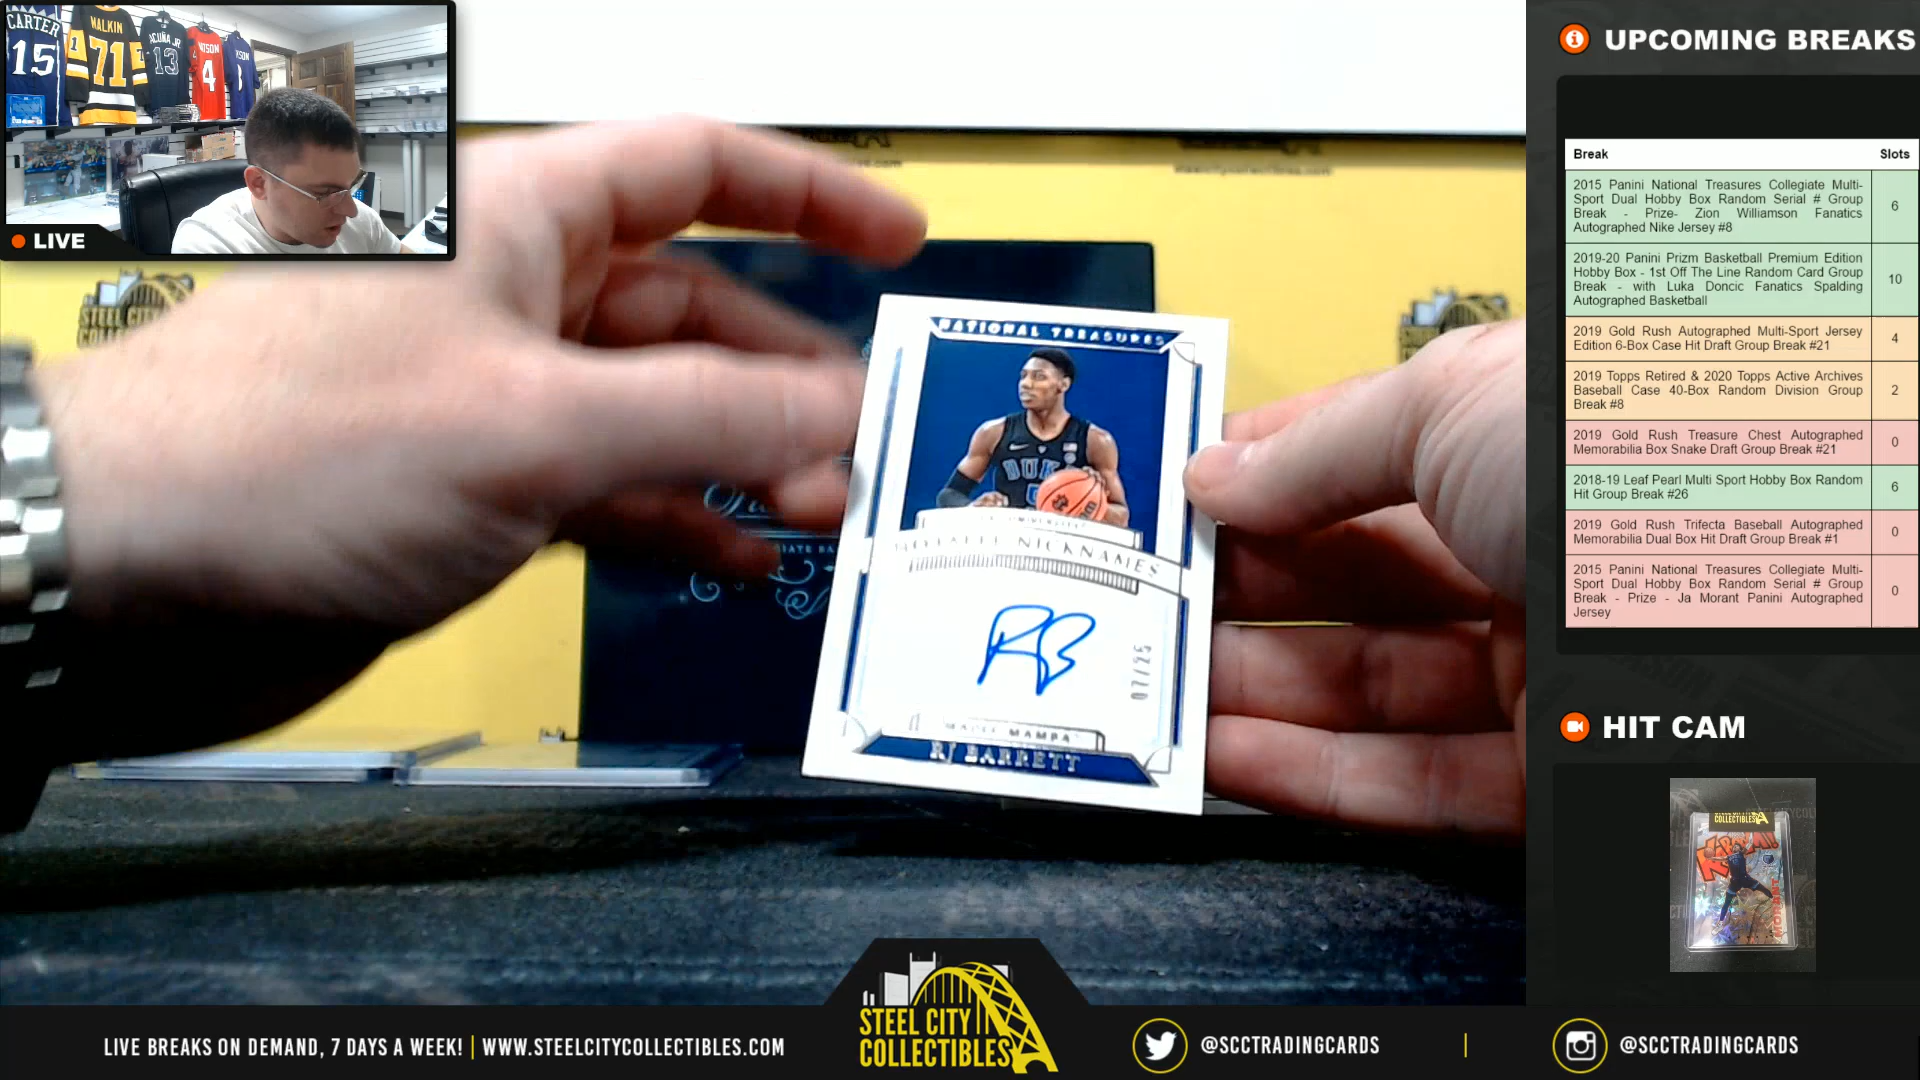 CARTER
15
MALKIN
71
ACUÑA JR
13
4
LIVE
STEEL CITY
NATIONAL TREASURES
DUKE
NICKNAMES
07/25
MAMBA
RJ BARRETT
UPCOMING BREAKS
Break Slots
2015 Panini National Treasures Collegiate Multi-
Sport Dual Hobby Box Random Serial # Group
Break - Prize- Zion Williamson Fanatics
Autographed Nike Jersey #8
6
2019-20 Panini Prizm Basketball Premium Edition
Hobby Box - 1st Off The Line Random Card Group
Break - with Luka Doncic Fanatics Spalding
Autographed Basketball
10
2019 Gold Rush Autographed Multi-Sport Jersey
Edition 6-Box Case Hit Draft Group Break #21
4
2019 Topps Retired & 2020 Topps Active Archives
Baseball Case 40-Box Random Division Group
Break #8
2
2019 Gold Rush Treasure Chest Autographed
Memorabilia Box Snake Draft Group Break #21
0
2018-19 Leaf Pearl Multi Sport Hobby Box Random
Hit Group Break #26
6
2019 Gold Rush Trifecta Baseball Autographed
Memorabilia Dual Box Hit Draft Group Break #1
0
2015 Panini National Treasures Collegiate Multi-
Sport Dual Hobby Box Random Serial # Group
Break - Prize - Ja Morant Panini Autographed
Jersey
0
HIT CAM
COLLECTIBLES
MORANT
LIVE BREAKS ON DEMAND, 7 DAYS A WEEK! | WWW.STEELCITYCOLLECTIBLES.COM
STEEL CITY
COLLECTIBLES
@SCCTRADINGCARDS
@SCCTRADINGCARDS